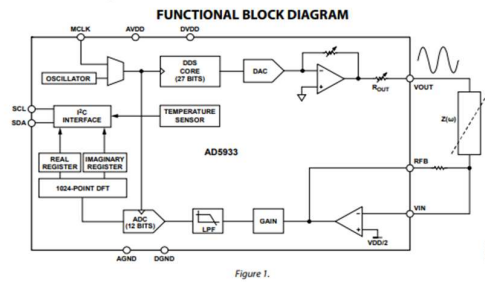 FUNCTIONAL BLOCK DIAGRAM
MCLK AVDD DVDD
OSCILLATOR
DDS
CORE
(27 BITS)
DAC
ROUT
VOUT
SCL
SDA
I2C
INTERFACE
TEMPERATURE
SENSOR
Z(ω)
AD5933
REAL
REGISTER
IMAGINARY
REGISTER
RFB
1024-POINT DFT
ADC
(12 BITS)
LPF
GAIN
VIN
VDD/2
AGND DGND
Figure 1.